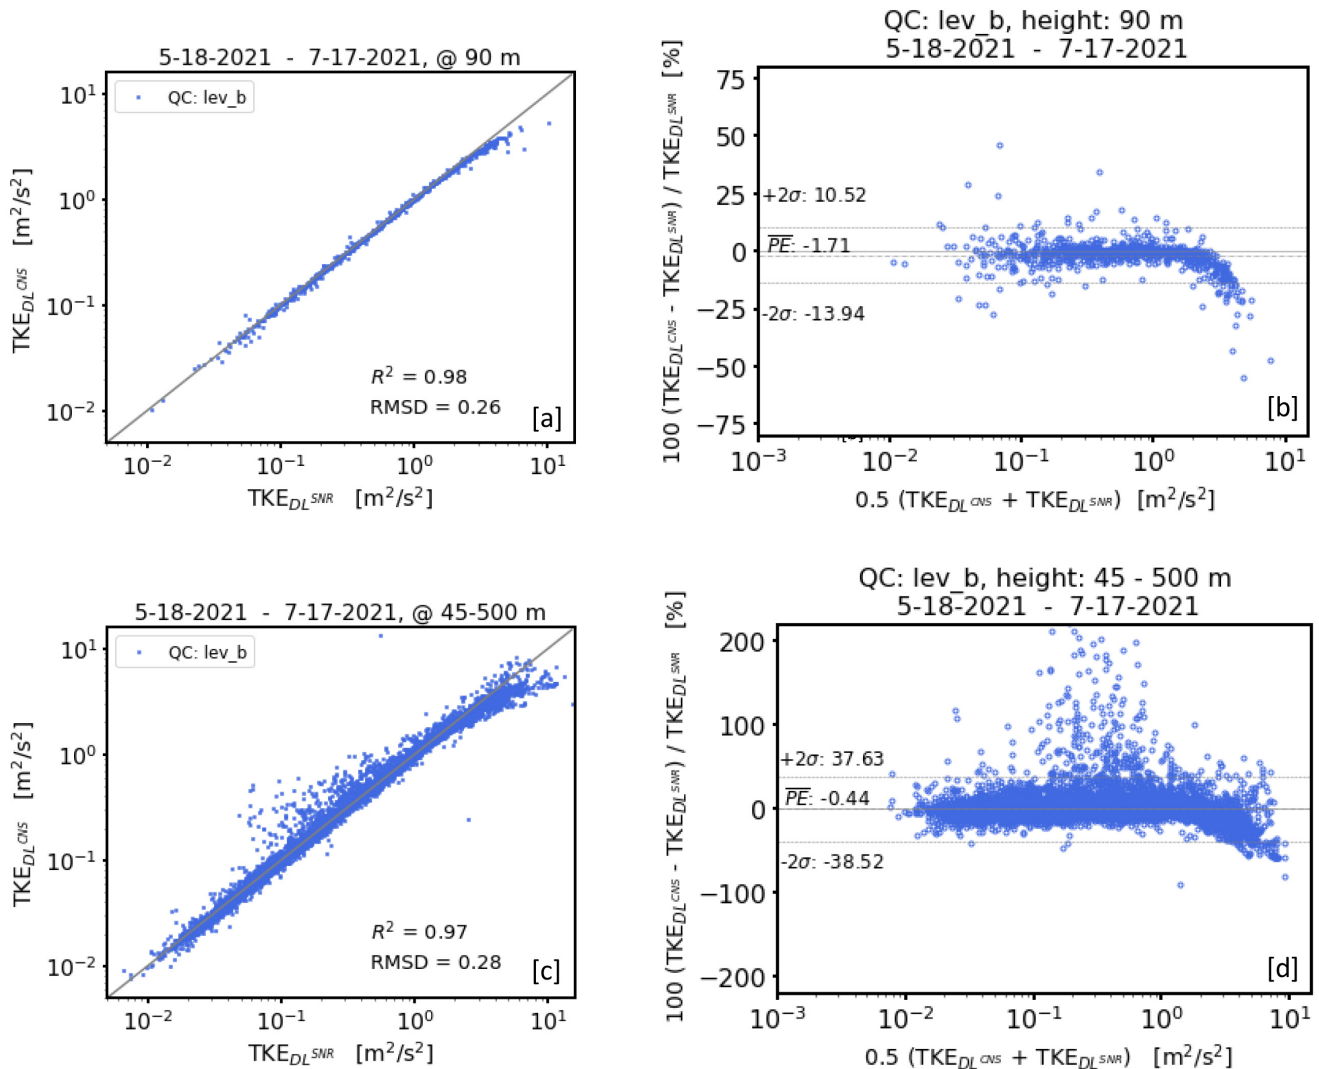 5-18-2021 - 7-17-2021, @ 90 m
QC: lev_b
10¹
10⁰
10⁻¹
10⁻²
TKE_DL^CNS [m²/s²]
R² = 0.98
RMSD = 0.26
[a]
10⁻² 10⁻¹ 10⁰ 10¹
TKE_DL^SNR [m²/s²]
QC: lev_b, height: 90 m
5-18-2021 - 7-17-2021
100 (TKE_DL^CNS - TKE_DL^SNR) / TKE_DL^SNR [%]
75
50
25
0
−25
−50
−75
+2σ: 10.52
P̅E̅: -1.71
-2σ: -13.94
[b]
10⁻³ 10⁻² 10⁻¹ 10⁰ 10¹
0.5 (TKE_DL^CNS + TKE_DL^SNR) [m²/s²]
5-18-2021 - 7-17-2021, @ 45-500 m
QC: lev_b
10¹
10⁰
10⁻¹
10⁻²
TKE_DL^CNS [m²/s²]
R² = 0.97
RMSD = 0.28
[c]
10⁻² 10⁻¹ 10⁰ 10¹
TKE_DL^SNR [m²/s²]
QC: lev_b, height: 45 - 500 m
5-18-2021 - 7-17-2021
100 (TKE_DL^CNS - TKE_DL^SNR) / TKE_DL^SNR [%]
200
100
0
−100
−200
+2σ: 37.63
P̅E̅: -0.44
-2σ: -38.52
[d]
10⁻³ 10⁻² 10⁻¹ 10⁰ 10¹
0.5 (TKE_DL^CNS + TKE_DL^SNR) [m²/s²]